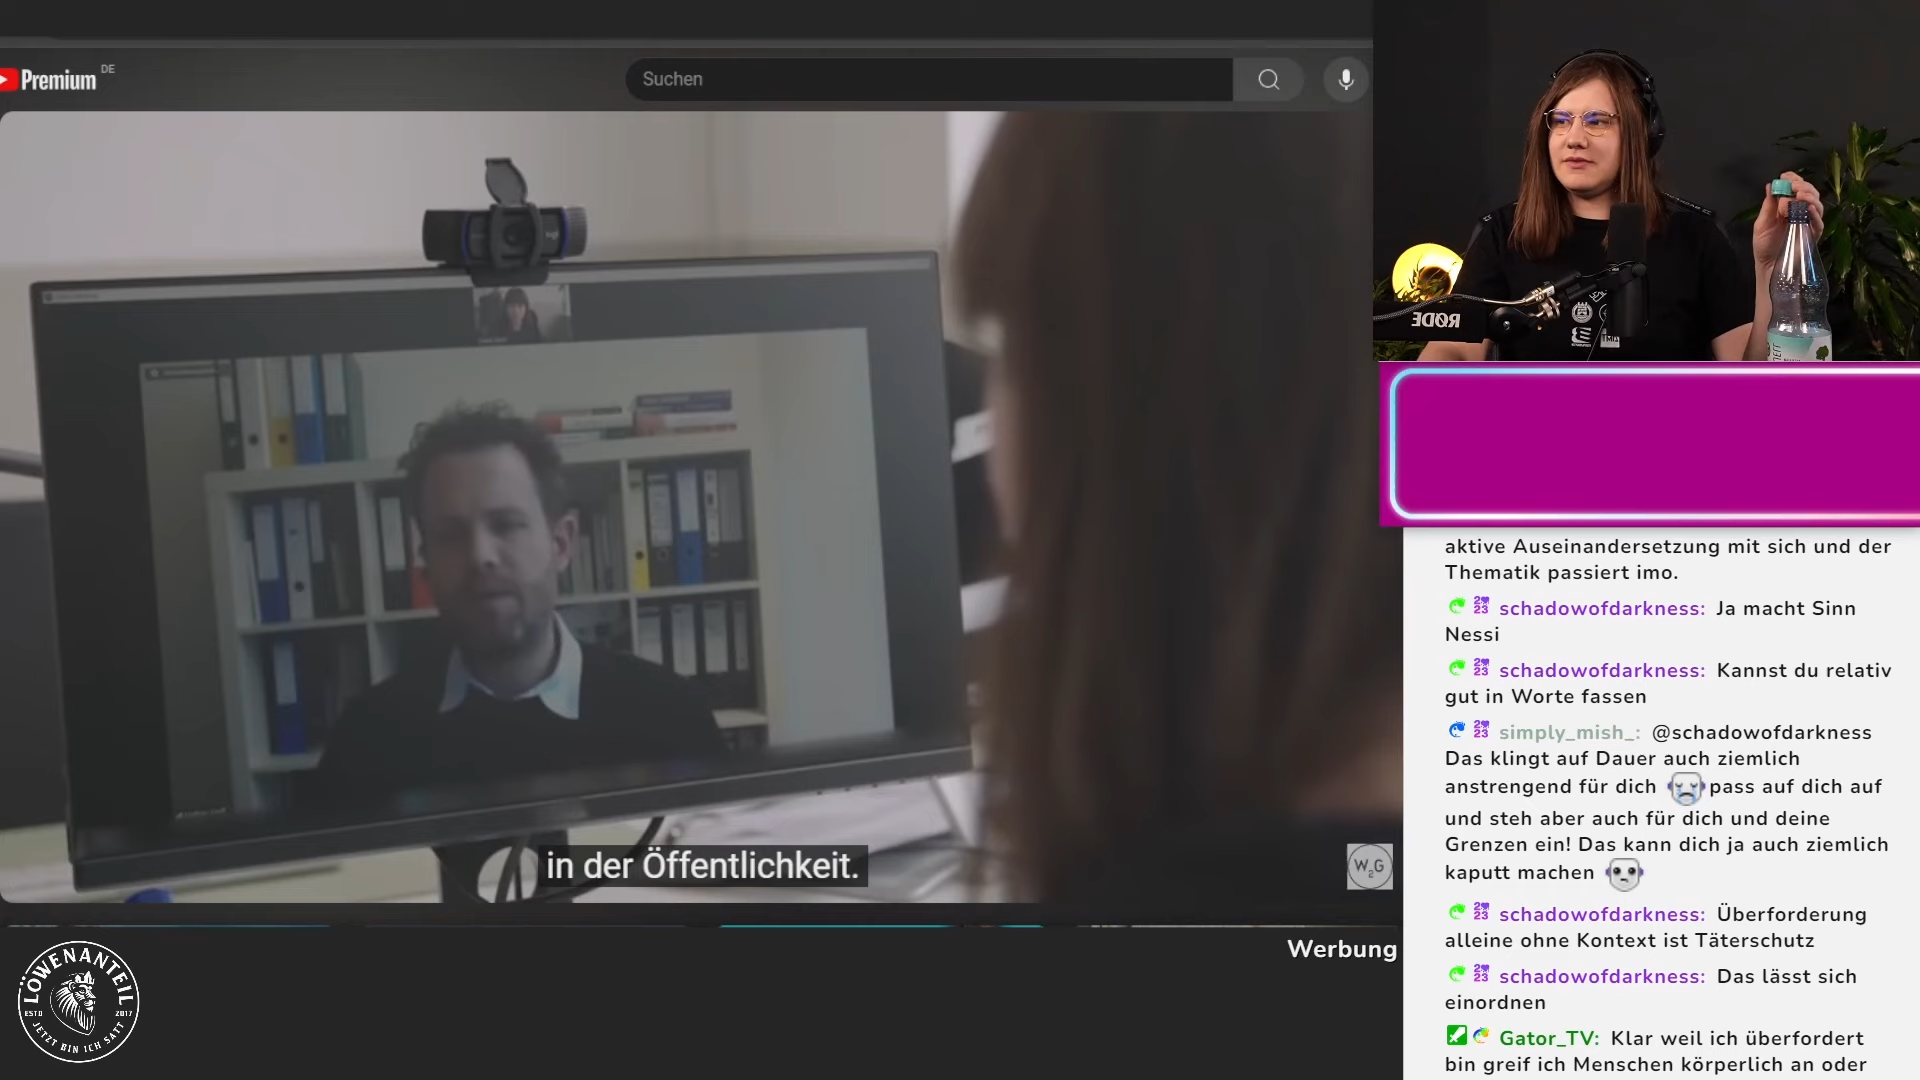 Premium DE
Suchen
RØDE
in der Öffentlichkeit.
W2G
Werbung
LÖWENANTEIL
ESTD 2017
JETZT BIN ICH SATT
aktive Auseinandersetzung mit sich und der
Thematik passiert imo.
schadowofdarkness: Ja macht Sinn
Nessi
schadowofdarkness: Kannst du relativ
gut in Worte fassen
simply_mish_: @schadowofdarkness
Das klingt auf Dauer auch ziemlich
anstrengend für dich pass auf dich auf
und steh aber auch für dich und deine
Grenzen ein! Das kann dich ja auch ziemlich
kaputt machen
schadowofdarkness: Überforderung
alleine ohne Kontext ist Täterschutz
schadowofdarkness: Das lässt sich
einordnen
Gator_TV: Klar weil ich überfordert
bin greif ich Menschen körperlich an oder